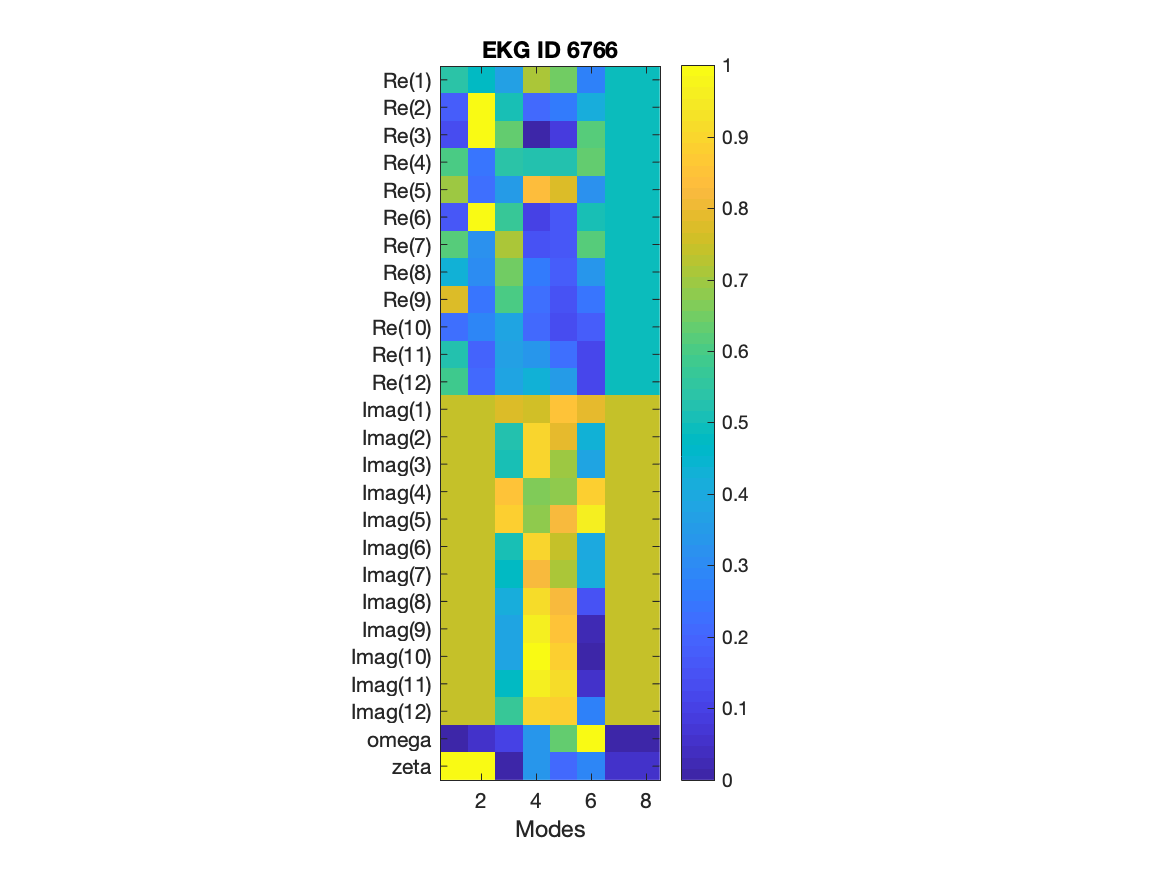 EKG ID 6766
Re(1)
Re(2)
Re(3)
Re(4)
Re(5)
Re(6)
Re(7)
Re(8)
Re(9)
Re(10)
Re(11)
Re(12)
Imag(1)
Imag(2)
Imag(3)
Imag(4)
Imag(5)
Imag(6)
Imag(7)
Imag(8)
Imag(9)
Imag(10)
Imag(11)
Imag(12)
omega
zeta
2 4 6 8
Modes
1
0.9
0.8
0.7
0.6
0.5
0.4
0.3
0.2
0.1
0